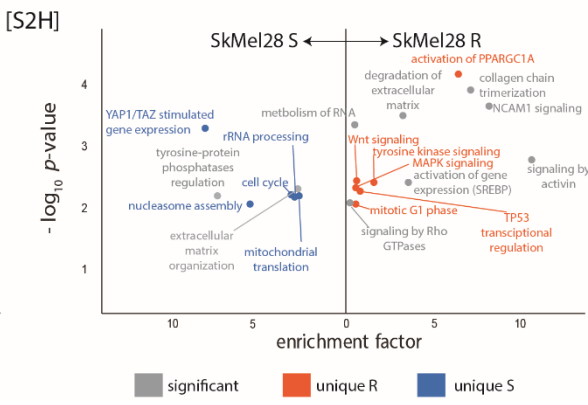 [S2H]
SkMel28 S
SkMel28 R
activation of PPARGC1A
degradation of
extracellular
matrix
collagen chain
trimerization
NCAM1 signaling
YAP1/TAZ stimulated
gene expression
metbolism of RNA
rRNA processing
Wnt signaling
tyrosine kinase signaling
MAPK signaling
tyrosine-protein
phosphatases
regulation
cell cycle
activation of gene
expression (SREBP)
signaling by
activin
nucleasome assembly
mitotic G1 phase
extracellular
matrix
organization
mitochondrial
translation
signaling by Rho
GTPases
TP53
transcriptional
regulation
- log10 p-value
4
3
2
1
10
5
0
5
10
enrichment factor
significant
unique R
unique S